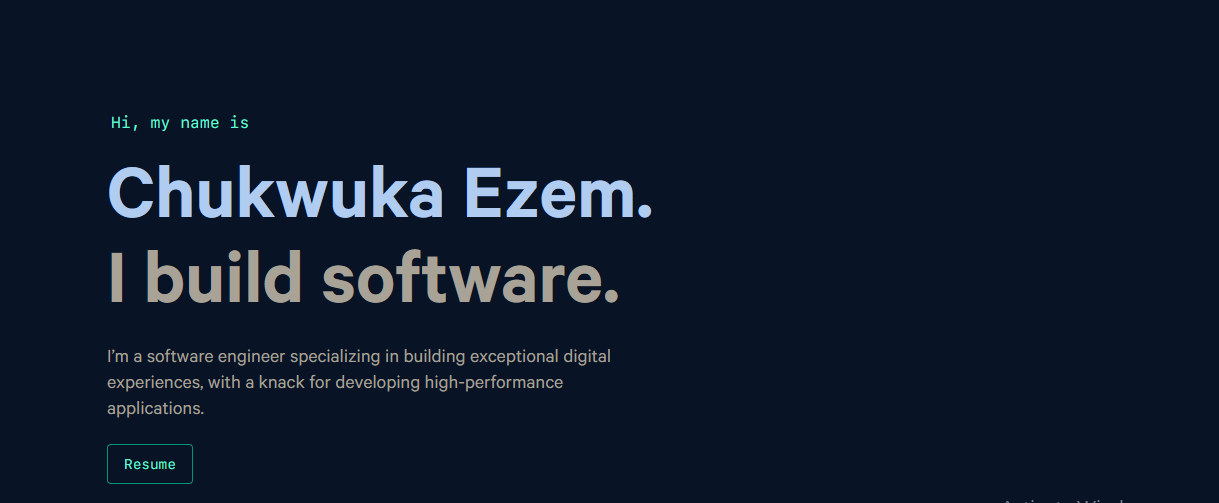 Hi, my name is
Chukwuka Ezem.
I build software.
I’m a software engineer specializing in building exceptional digital
experiences, with a knack for developing high-performance
applications.
Resume